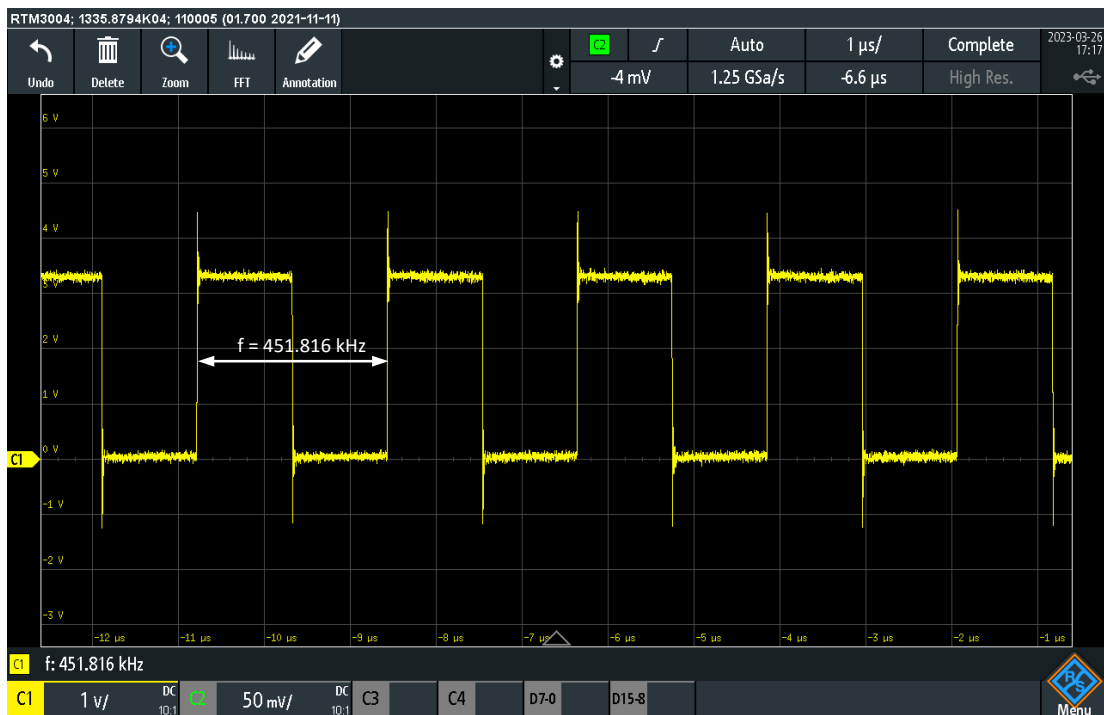 RTM3004; 1335.8794K04; 110005 (01.700 2021-11-11)
Undo Delete Zoom FFT Annotation
C2 Auto 1 µs/ Complete
2023-03-26
17:17
-4 mV 1.25 GSa/s -6.6 µs High Res.
6 V
5 V
4 V
3 V
2 V
f = 451.816 kHz
1 V
0 V
C1
-1 V
-2 V
-3 V
-12 µs -11 µs -10 µs -9 µs -8 µs -7 µs -6 µs -5 µs -4 µs -3 µs -2 µs -1 µs
C1 f: 451.816 kHz
C1 1 V/ DC 10:1 C2 50 mV/ DC 10:1 C3 C4 D7-0 D15-8
R S
Menu